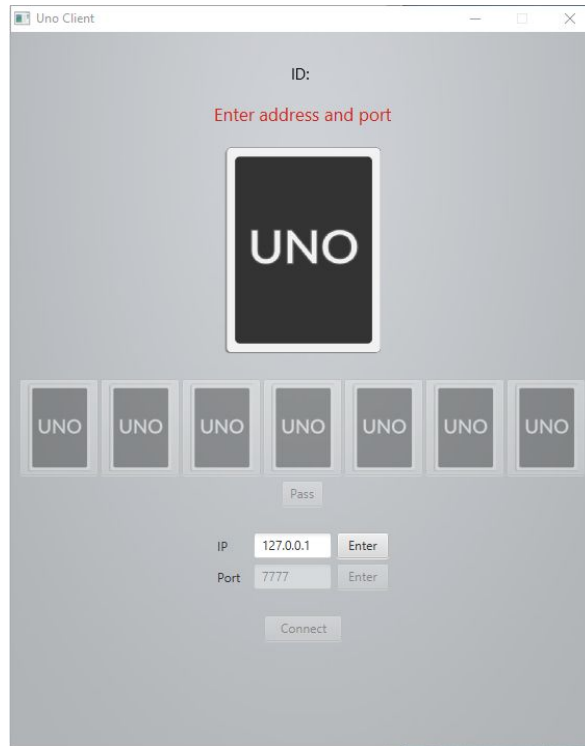 Uno Client
ID:
Enter address and port
UNO
UNO UNO UNO UNO UNO UNO UNO
Pass
IP 127.0.0.1 Enter
Port 7777 Enter
Connect